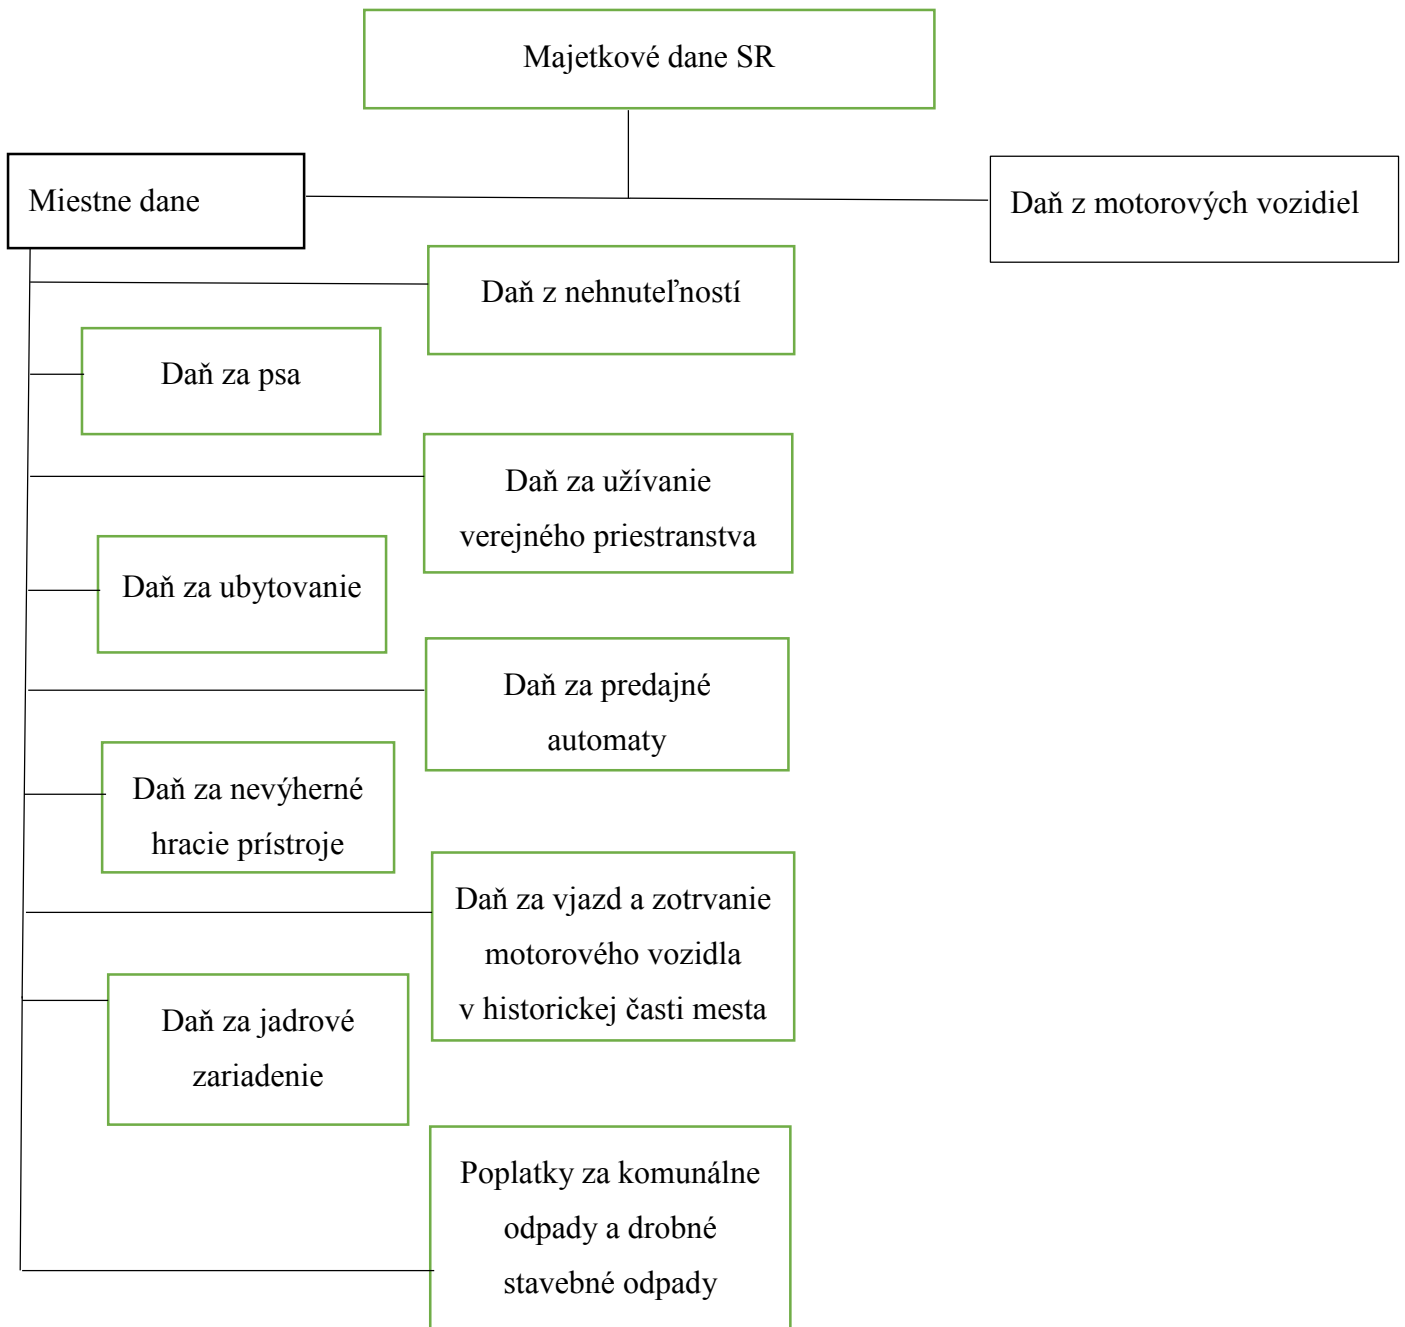 Majetkové dane SR
Miestne dane
Daň z motorových vozidiel
Daň z nehnuteľností
Daň za psa
Daň za užívanie
verejného priestranstva
Daň za ubytovanie
Daň za predajné
automaty
Daň za nevýherné
hracie prístroje
Daň za vjazd a zotrvanie
motorového vozidla
v historickej časti mesta
Daň za jadrové
zariadenie
Poplatky za komunálne
odpady a drobné
stavebné odpady